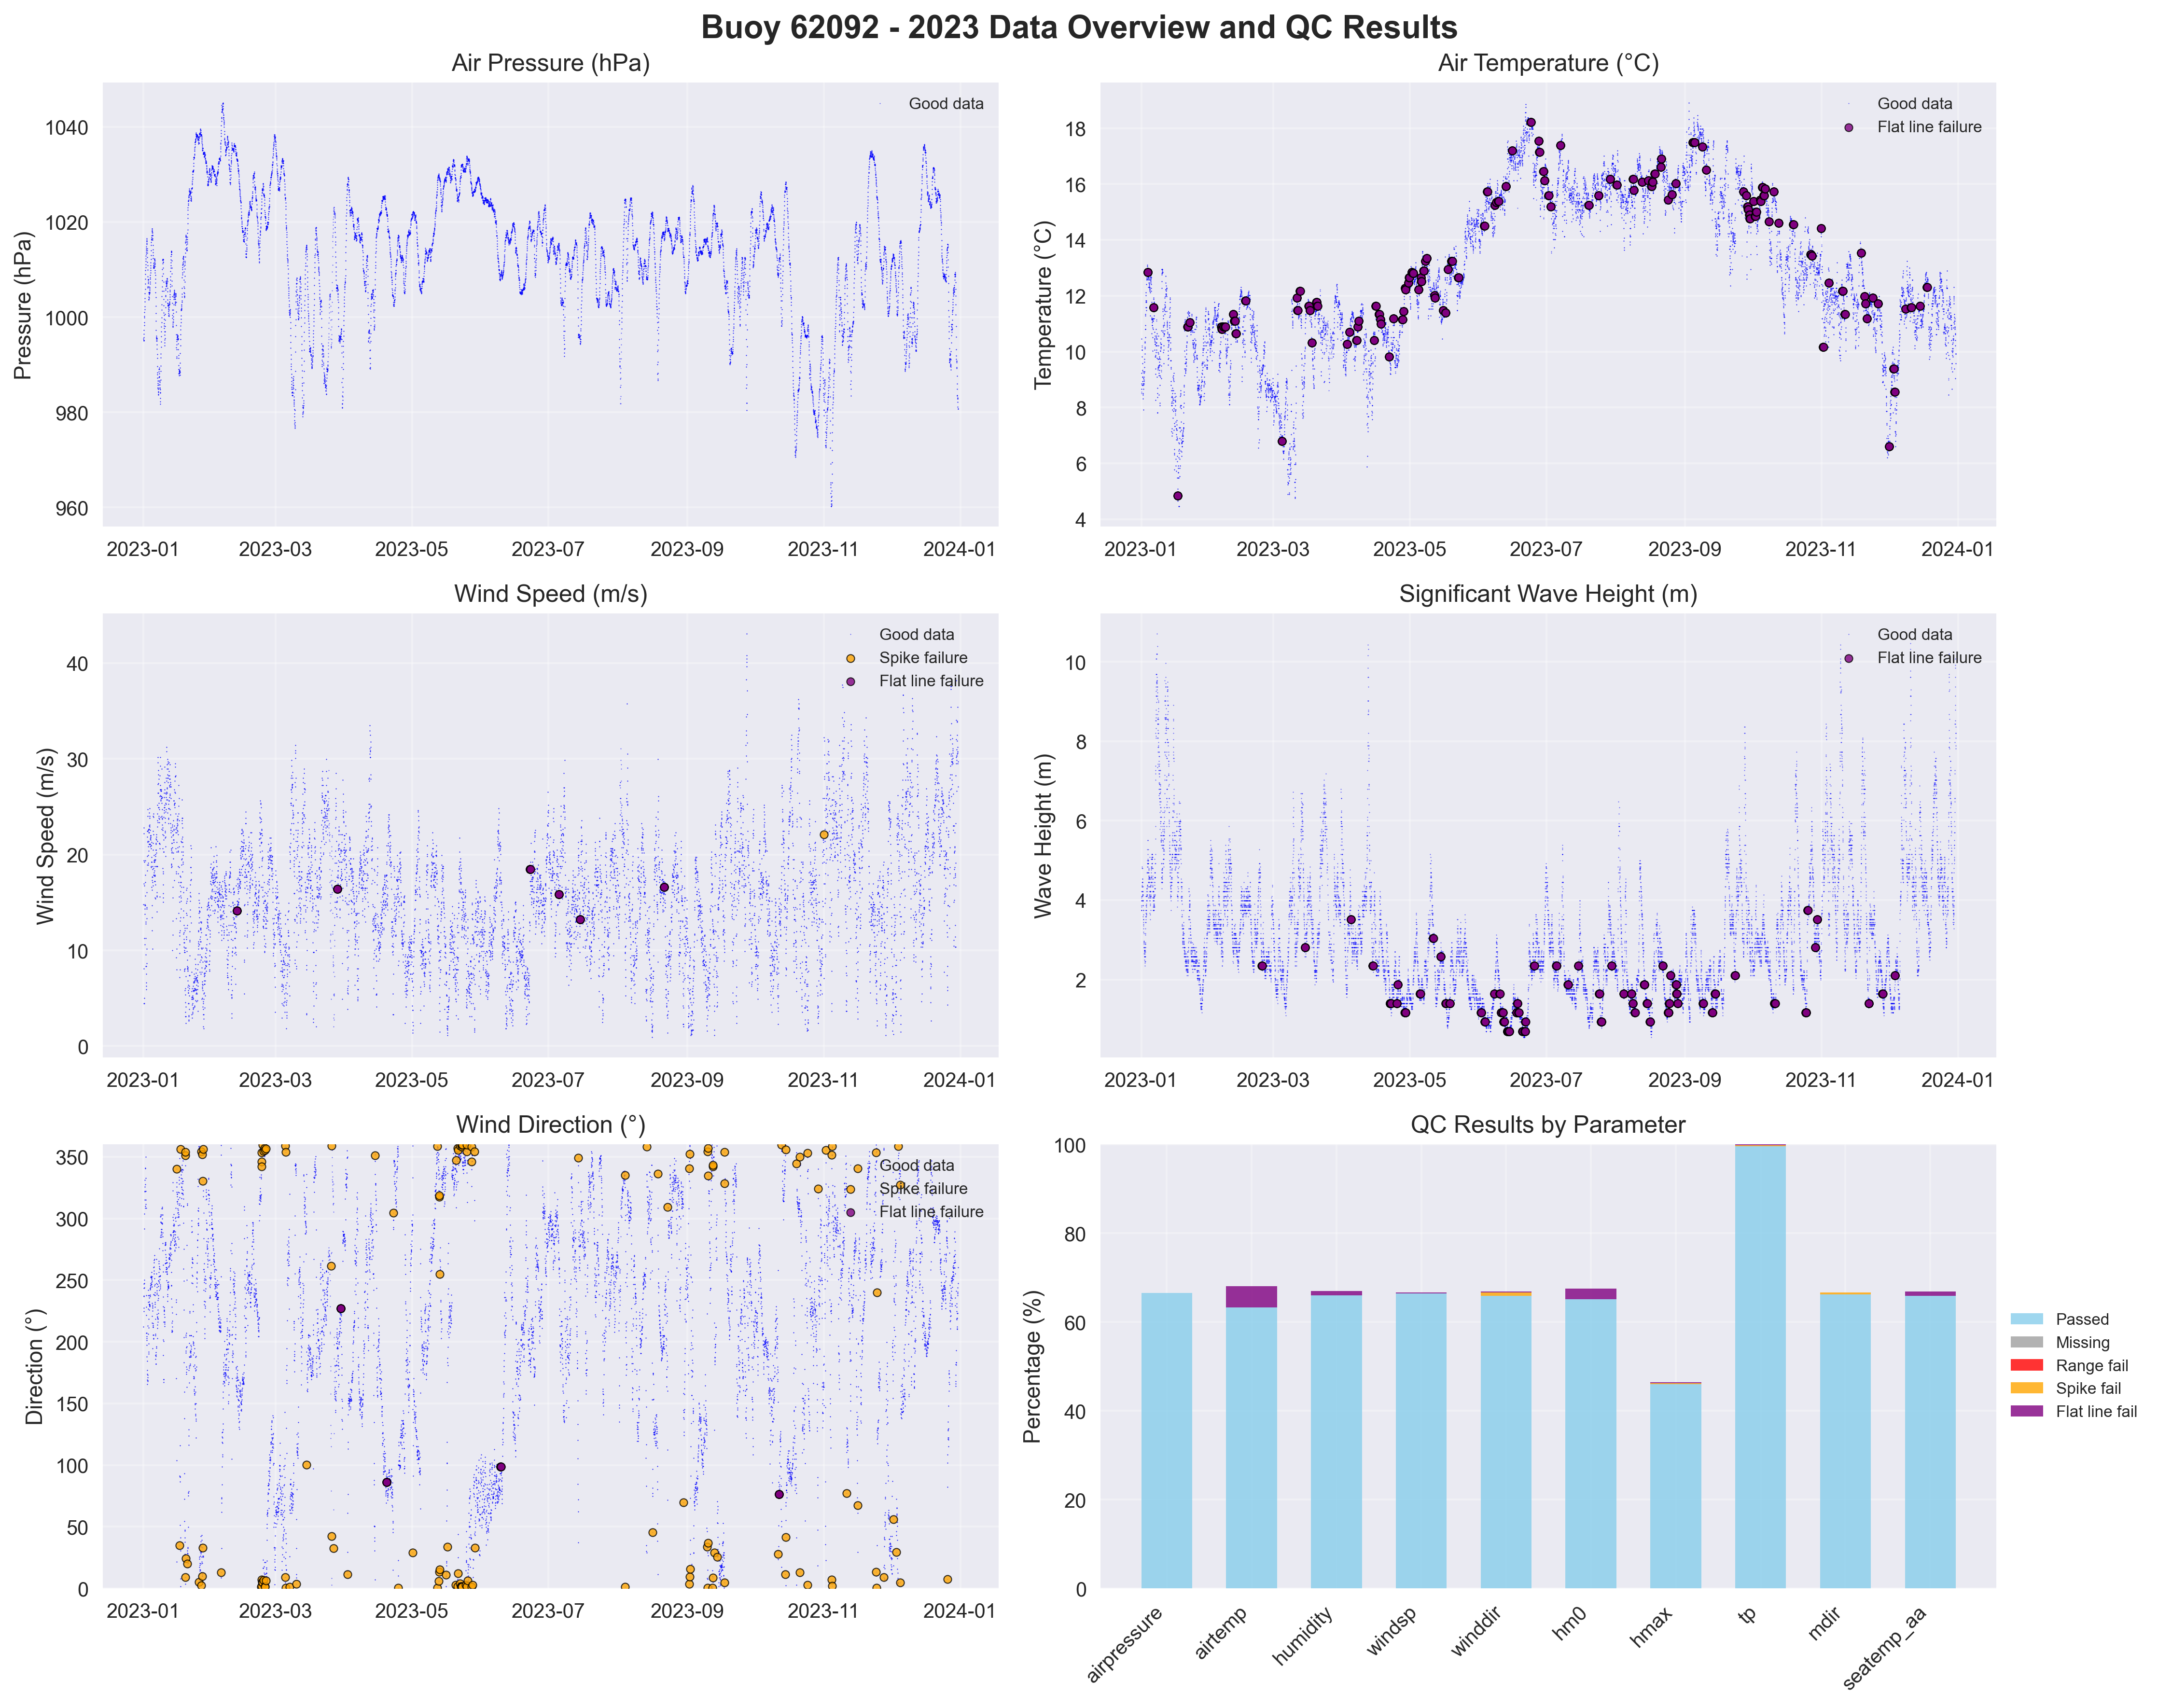 Buoy 62092 - 2023 Data Overview and QC Results
Air Pressure (hPa)
Pressure (hPa)
1040
1020
1000
980
960
2023-01 2023-03 2023-05 2023-07 2023-09 2023-11 2024-01
Good data
Air Temperature (°C)
Temperature (°C)
18
16
14
12
10
8
6
4
2023-01 2023-03 2023-05 2023-07 2023-09 2023-11 2024-01
Good data
Flat line failure
Wind Speed (m/s)
Wind Speed (m/s)
40
30
20
10
0
2023-01 2023-03 2023-05 2023-07 2023-09 2023-11 2024-01
Good data
Spike failure
Flat line failure
Significant Wave Height (m)
Wave Height (m)
10
8
6
4
2
2023-01 2023-03 2023-05 2023-07 2023-09 2023-11 2024-01
Good data
Flat line failure
Wind Direction (°)
Direction (°)
350
300
250
200
150
100
50
0
2023-01 2023-03 2023-05 2023-07 2023-09 2023-11 2024-01
Good data
Spike failure
Flat line failure
QC Results by Parameter
Percentage (%)
100
80
60
40
20
0
airpressure
airtemp
humidity
windsp
winddir
hm0
hmax
tp
mdir
seatemp_aa
Passed
Missing
Range fail
Spike fail
Flat line fail